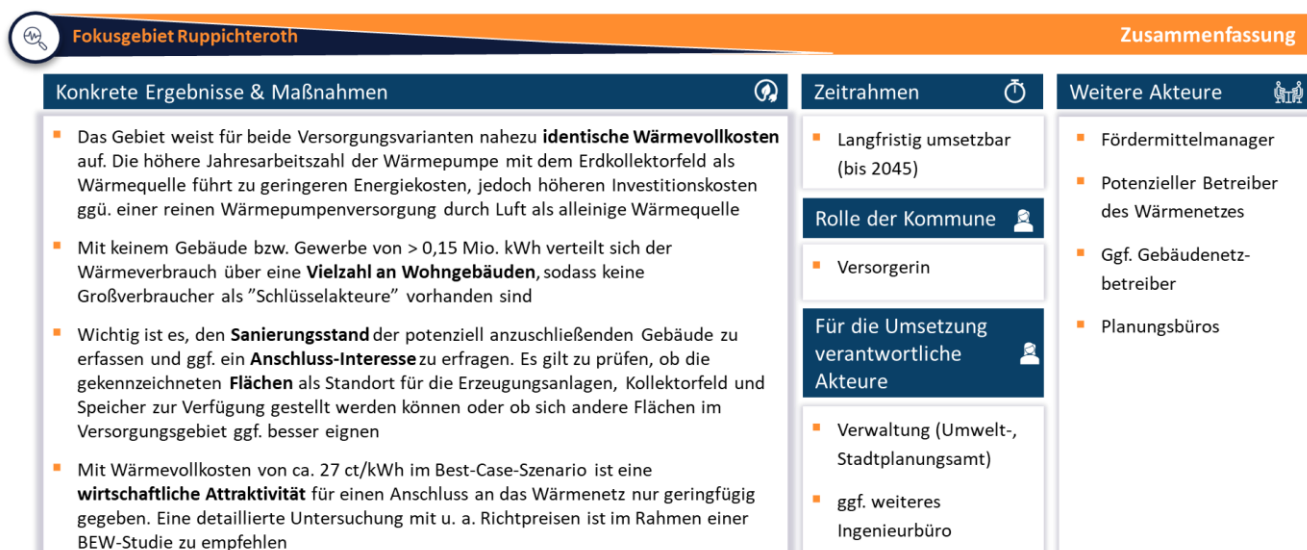 Fokusgebiet Ruppichteroth
Zusammenfassung
Konkrete Ergebnisse & Maßnahmen
Das Gebiet weist für beide Versorgungsvarianten nahezu identische Wärmevollkosten
auf. Die höhere Jahresarbeitszahl der Wärmepumpe mit dem Erdkollektorfeld als
Wärmequelle führt zu geringeren Energiekosten, jedoch höheren Investitionskosten
ggü. einer reinen Wärmepumpenversorgung durch Luft als alleinige Wärmequelle
Mit keinem Gebäude bzw. Gewerbe von > 0,15 Mio. kWh verteilt sich der
Wärmeverbrauch über eine Vielzahl an Wohngebäuden, sodass keine
Großverbraucher als "Schlüsselakteure" vorhanden sind
Wichtig ist es, den Sanierungsstand der potenziell anzuschließenden Gebäude zu
erfassen und ggf. ein Anschluss-Interesse zu erfragen. Es gilt zu prüfen, ob die
gekennzeichneten Flächen als Standort für die Erzeugungsanlagen, Kollektorfeld und
Speicher zur Verfügung gestellt werden können oder ob sich andere Flächen im
Versorgungsgebiet ggf. besser eignen
Mit Wärmevollkosten von ca. 27 ct/kWh im Best-Case-Szenario ist eine
wirtschaftliche Attraktivität für einen Anschluss an das Wärmenetz nur geringfügig
gegeben. Eine detaillierte Untersuchung mit u. a. Richtpreisen ist im Rahmen einer
BEW-Studie zu empfehlen
Zeitrahmen
Langfristig umsetzbar
(bis 2045)
Rolle der Kommune
Versorgerin
Für die Umsetzung
verantwortliche
Akteure
Verwaltung (Umwelt-,
Stadtplanungsamt)
ggf. weiteres
Ingenieurbüro
Weitere Akteure
Fördermittelmanager
Potenzieller Betreiber
des Wärmenetzes
Ggf. Gebäudenetz-
betreiber
Planungsbüros